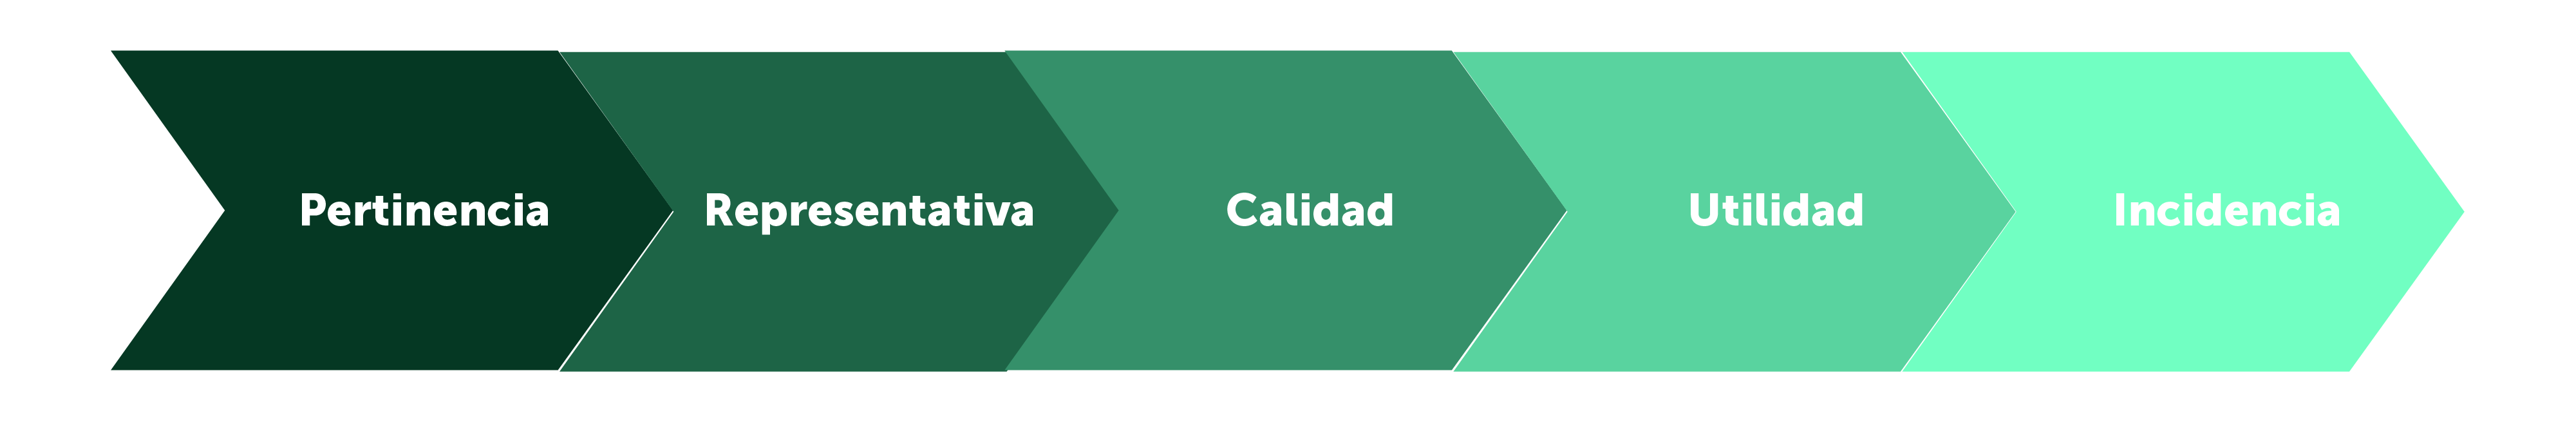 Pertinencia
Representativa
Calidad
Utilidad
Incidencia